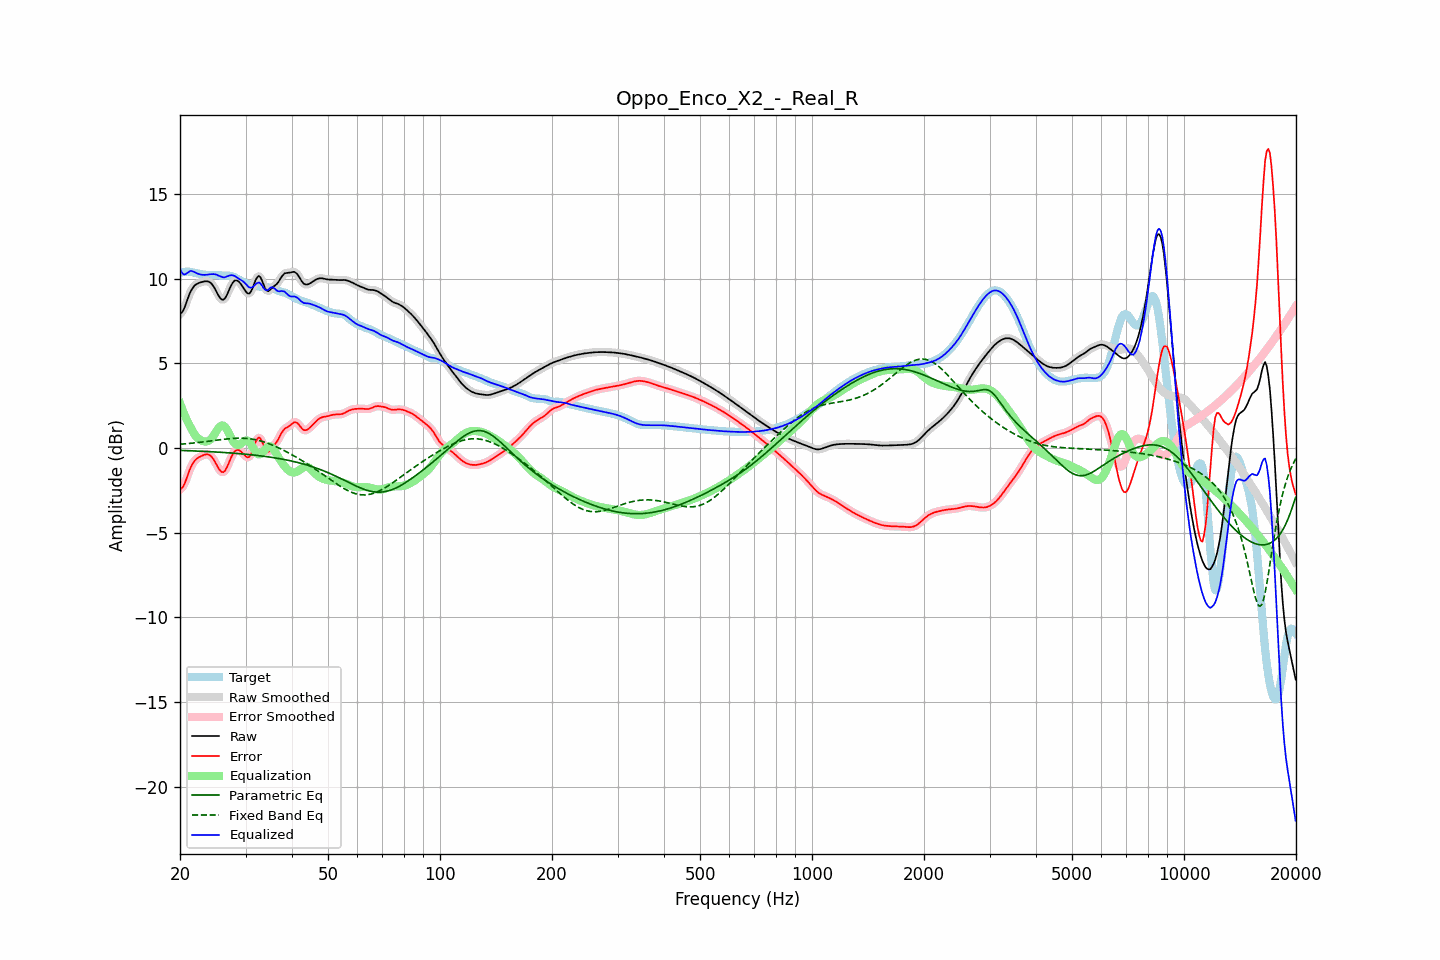 Oppo_Enco_X2_-_Real_R
Amplitude (dBr)
15
10
5
0
−5
−10
−15
−20
Target
Raw Smoothed
Error Smoothed
Raw
Error
Equalization
Parametric Eq
Fixed Band Eq
Equalized
20 50 100 200 500 1000 2000 5000 10000 20000
Frequency (Hz)